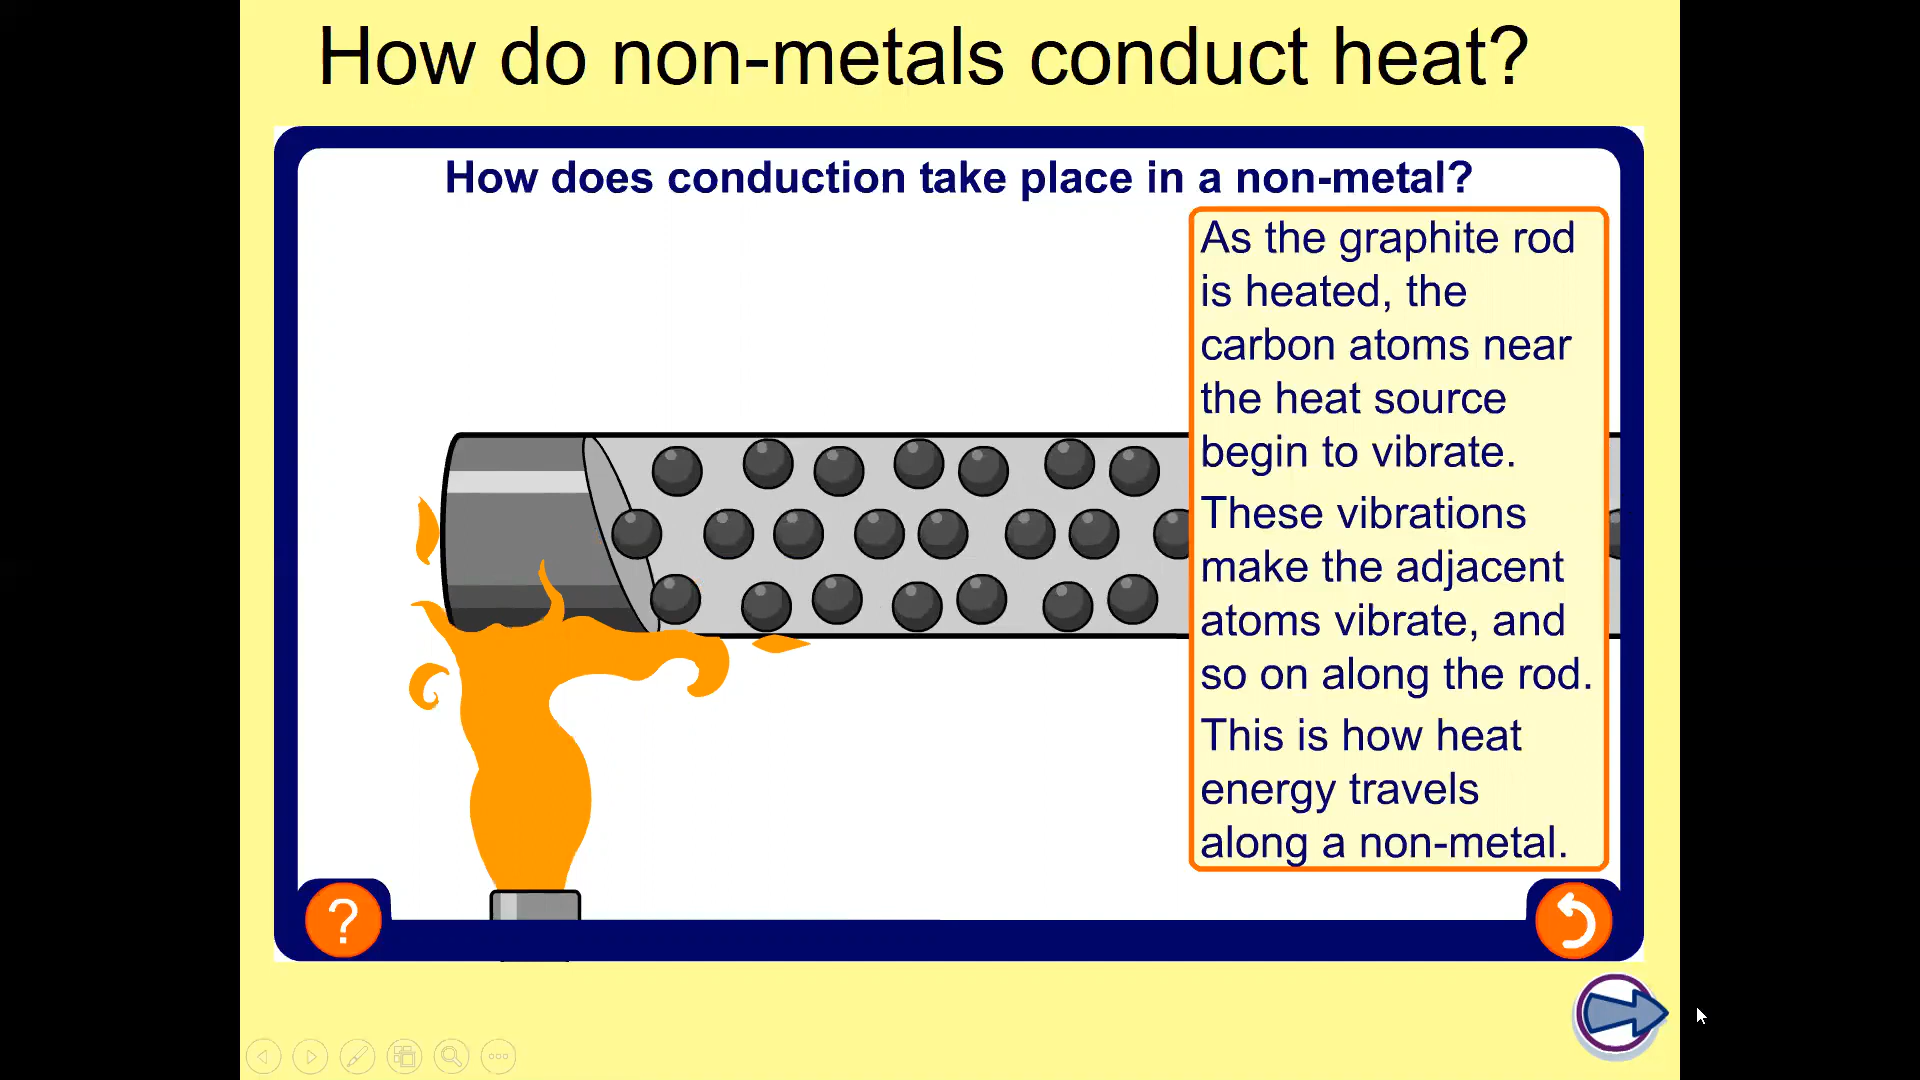 How do non-metals conduct heat?
How does conduction take place in a non-metal?
As the graphite rod
is heated, the
carbon atoms near
the heat source
begin to vibrate.
These vibrations
make the adjacent
atoms vibrate, and
so on along the rod.
This is how heat
energy travels
along a non-metal.
?